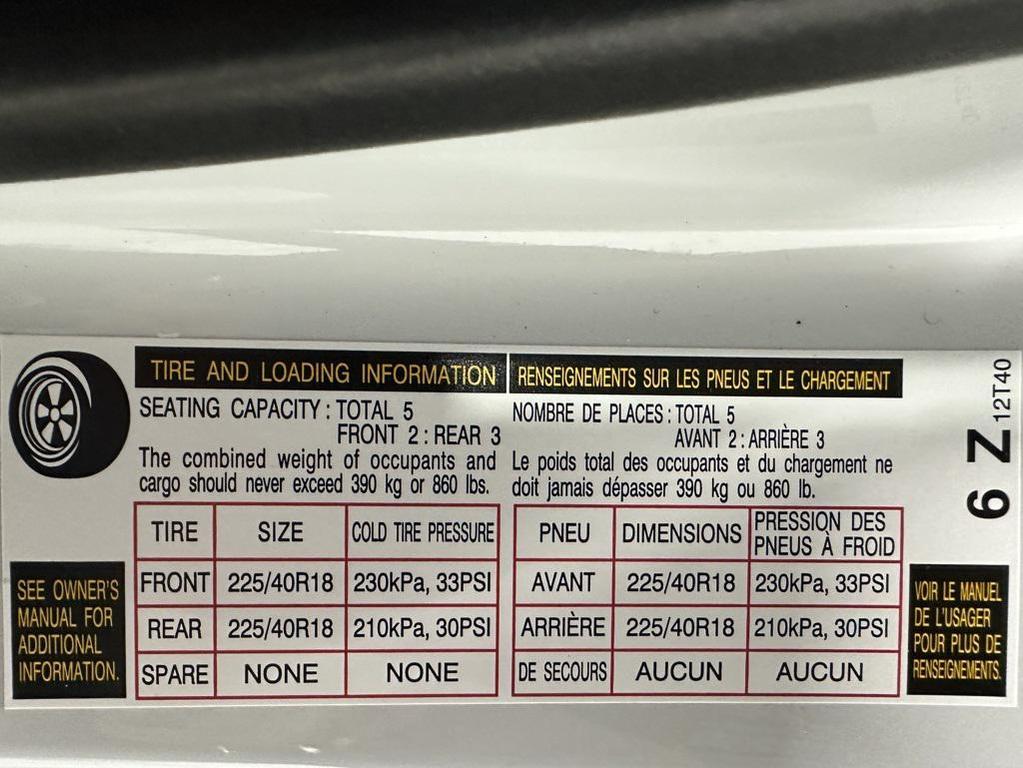 TIRE AND LOADING INFORMATION
SEATING CAPACITY : TOTAL 5
FRONT 2 : REAR 3
The combined weight of occupants and
cargo should never exceed 390 kg or 860 lbs.
TIRE SIZE COLD TIRE PRESSURE
FRONT 225/40R18 230kPa, 33PSI
REAR 225/40R18 210kPa, 30PSI
SPARE NONE NONE
SEE OWNER'S
MANUAL FOR
ADDITIONAL
INFORMATION.
RENSEIGNEMENTS SUR LES PNEUS ET LE CHARGEMENT
NOMBRE DE PLACES : TOTAL 5
AVANT 2 : ARRIÈRE 3
Le poids total des occupants et du chargement ne
doit jamais dépasser 390 kg ou 860 lb.
PNEU DIMENSIONS PRESSION DES
PNEUS À FROID
AVANT 225/40R18 230kPa, 33PSI
ARRIÈRE 225/40R18 210kPa, 30PSI
DE SECOURS AUCUN AUCUN
VOIR LE MANUEL
DE L'USAGER
POUR PLUS DE
RENSEIGNEMENTS.
6 Z 12T40